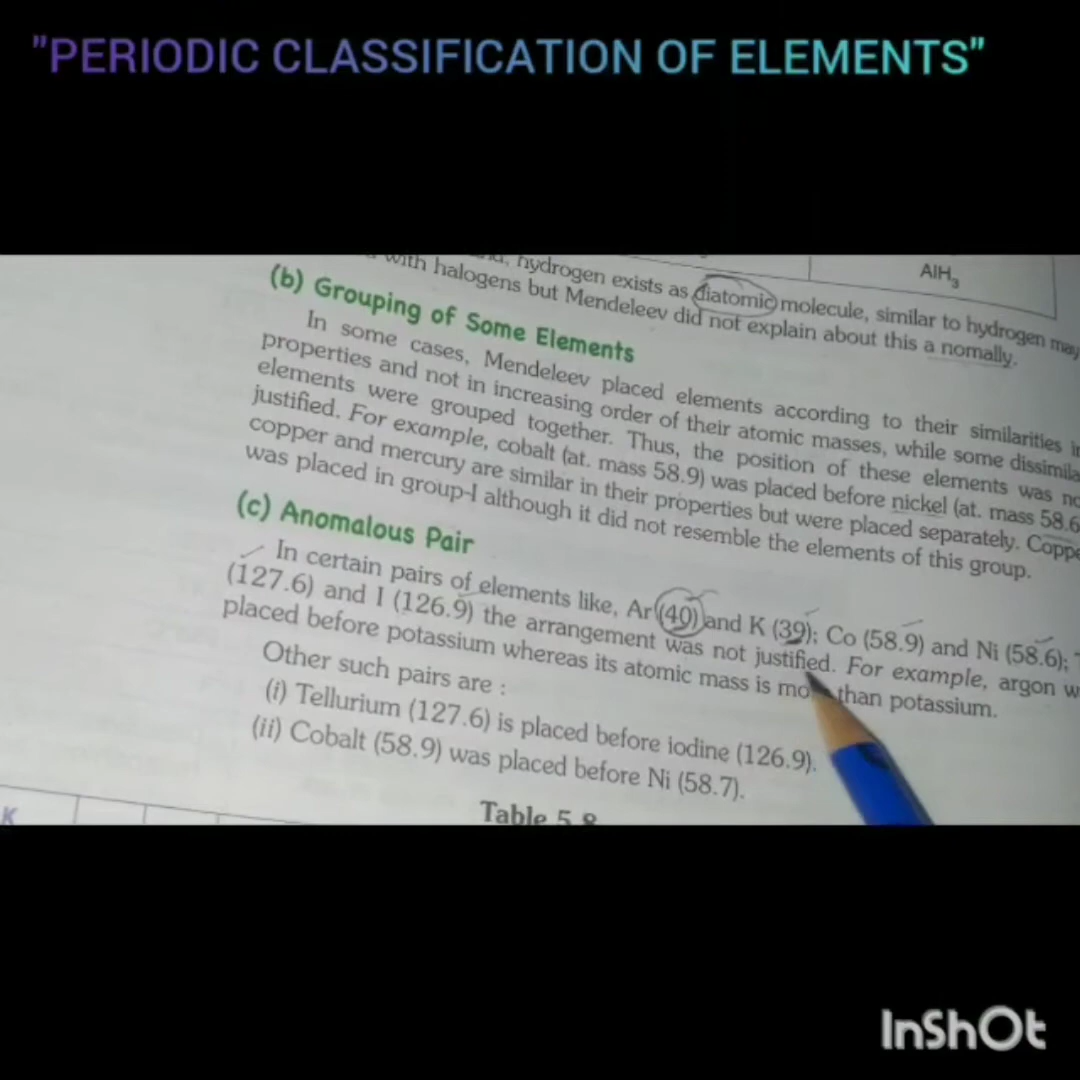 "PERIODIC CLASSIFICATION OF ELEMENTS"
AlH3
hydrogen exists as diatomic molecule, similar to hydrogen may
with halogens but Mendeleev did not explain about this a nomally.
(b) Grouping of Some Elements
In some cases, Mendeleev placed elements according to their similarities
properties and not in increasing order of their atomic masses, while some
elements were grouped together. Thus, the position of these elements was
justified. For example, cobalt (at. mass 58.9) was placed before nickel (at. mass 58.6
copper and mercury are similar in their properties but were placed separately.
was placed in group-I although it did not resemble the elements of this group.
(c) Anomalous Pair
In certain pairs of elements like, Ar (40) and K (39); Co (58.9) and Ni (58.6);
(127.6) and I (126.9) the arrangement was not justified. For example, argon
placed before potassium whereas its atomic mass is than potassium.
Other such pairs are :
(i) Tellurium (127.6) is placed before iodine (126.9).
(ii) Cobalt (58.9) was placed before Ni (58.7).
Table 5.8
K
InShOt